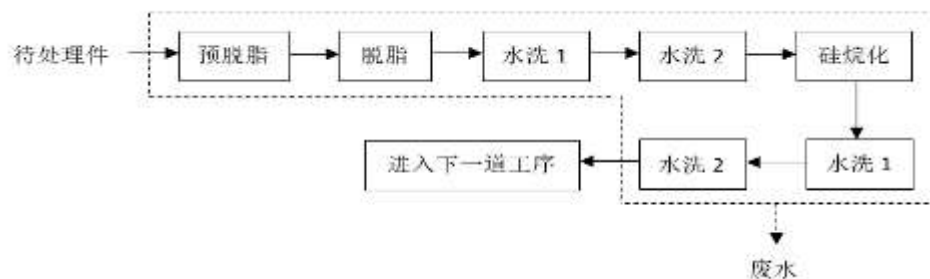 待处理件
预脱脂
脱脂
水洗 1
水洗 2
硅烷化
水洗 1
水洗 2
进入下一道工序
废水